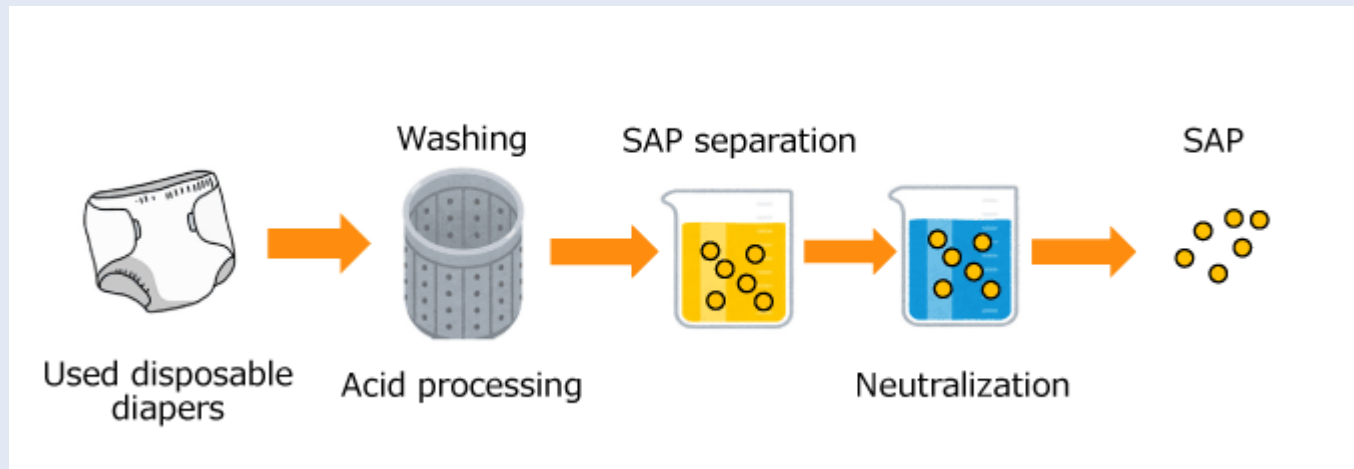 Washing
SAP separation
SAP
Used disposable
diapers
Acid processing
Neutralization